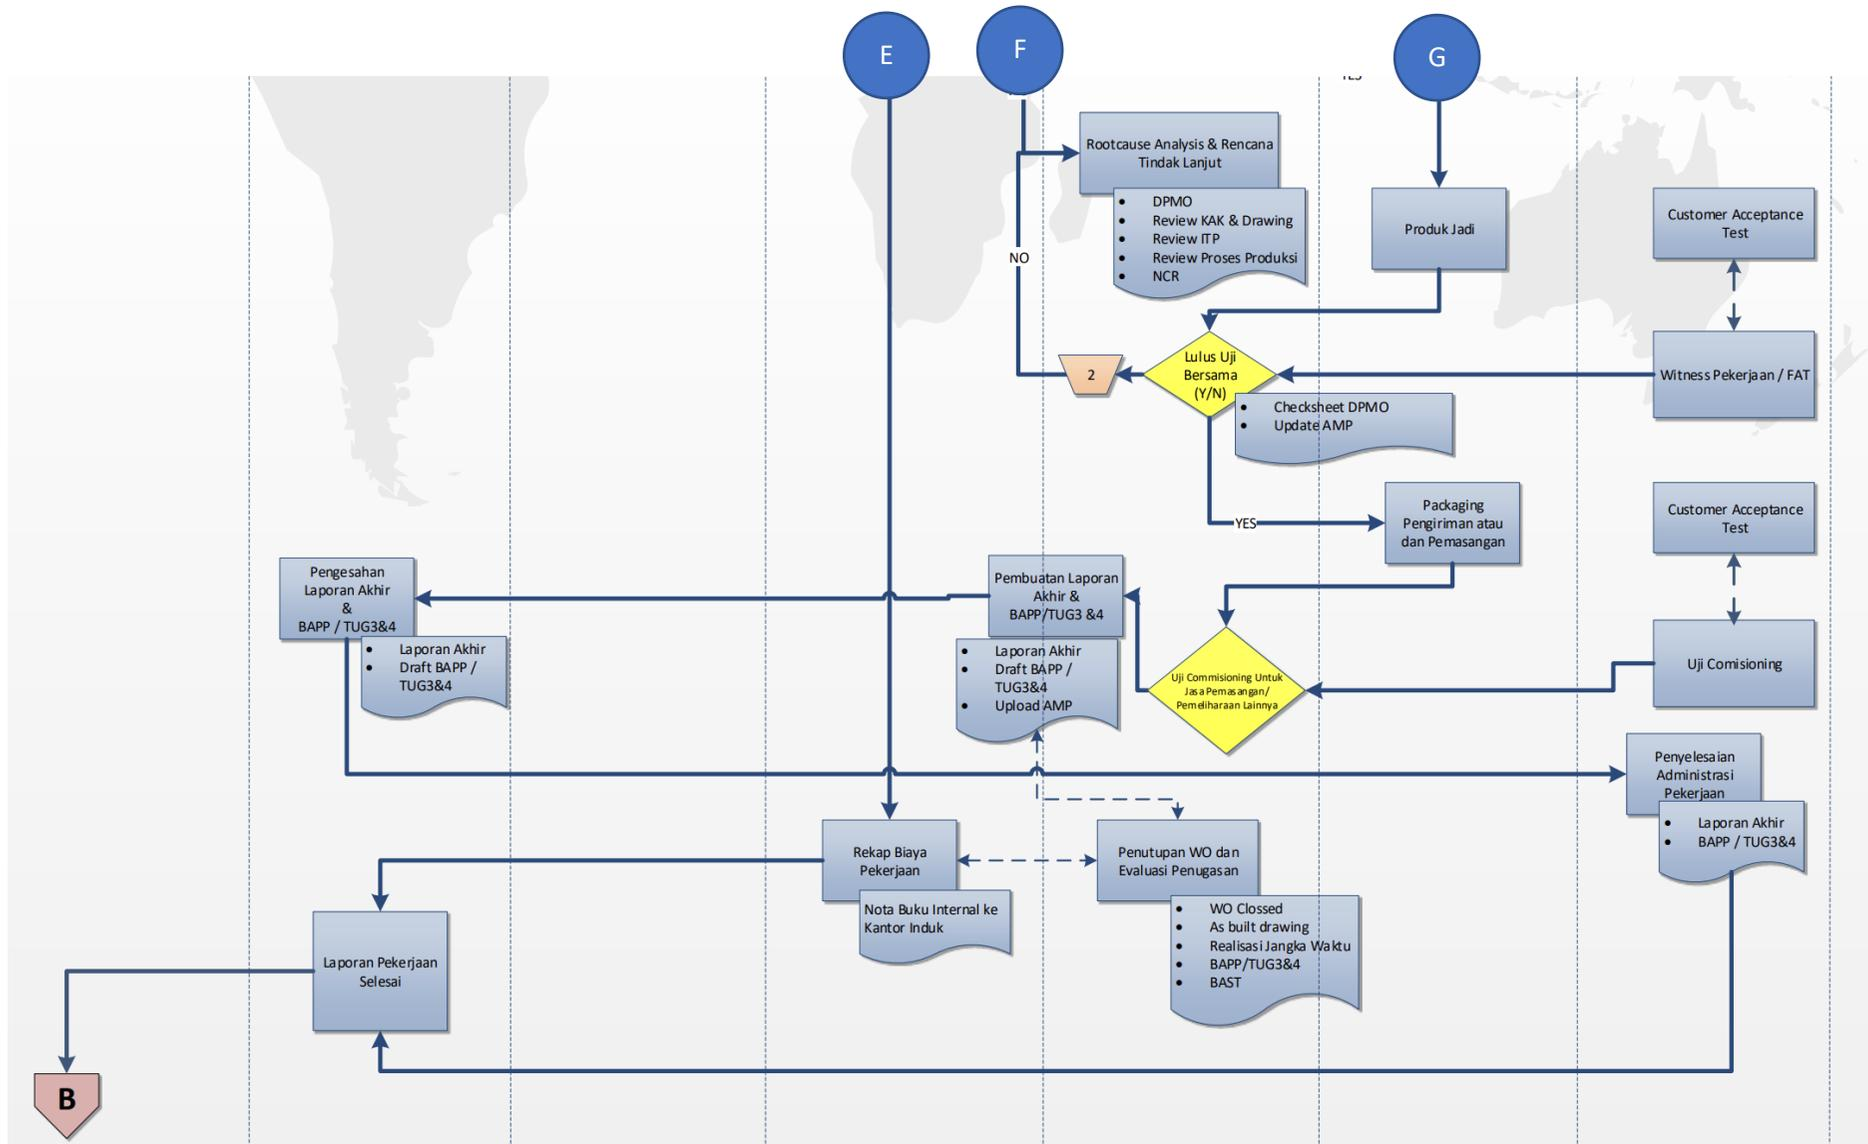 E
F
G
YES
Rootcause Analysis & Rencana
Tindak Lanjut
• DPMO
• Review KAK & Drawing
• Review ITP
• Review Proses Produksi
• NCR
Produk Jadi
Customer Acceptance
Test
NO
Lulus Uji
Bersama
(Y/N)
2
Witness Pekerjaan / FAT
• Checksheet DPMO
• Update AMP
YES
Packaging
Pengiriman atau
dan Pemasangan
Customer Acceptance
Test
Pengesahan
Laporan Akhir
&
BAPP / TUG3&4
• Laporan Akhir
• Draft BAPP /
TUG3&4
Pembuatan Laporan
Akhir &
BAPP/TUG3 &4
• Laporan Akhir
• Draft BAPP /
TUG3&4
• Upload AMP
Uji Commisioning Untuk
Jasa Pemasangan/
Pemeliharaan Lainnya
Uji Comisioning
Penyelesaian
Administrasi
Pekerjaan
• Laporan Akhir
• BAPP / TUG3&4
Rekap Biaya
Pekerjaan
Nota Buku Internal ke
Kantor Induk
Penutupan WO dan
Evaluasi Penugasan
• WO Clossed
• As built drawing
• Realisasi Jangka Waktu
• BAPP/TUG3&4
• BAST
Laporan Pekerjaan
Selesai
B